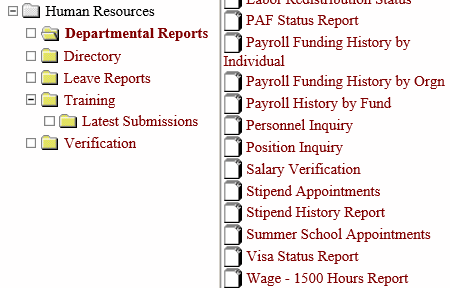 Human Resources
Departmental Reports
Directory
Leave Reports
Training
Latest Submissions
Verification
Labor Redistribution Status
PAF Status Report
Payroll Funding History by
Individual
Payroll Funding History by Orgn
Payroll History by Fund
Personnel Inquiry
Position Inquiry
Salary Verification
Stipend Appointments
Stipend History Report
Summer School Appointments
Visa Status Report
Wage - 1500 Hours Report